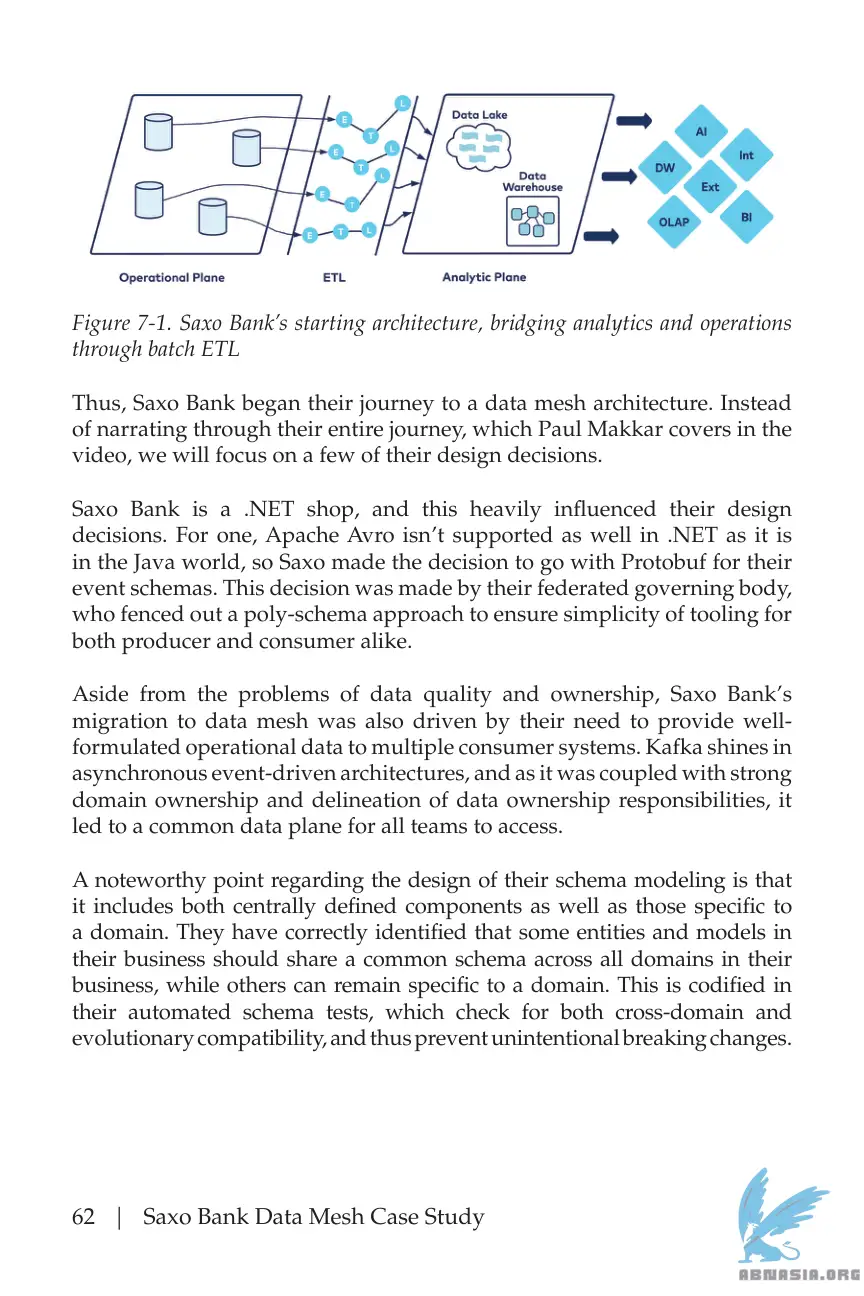 E
T
L
E
T
L
E
T
L
E
T
L
Data Lake
Data
Warehouse
AI
Int
DW
Ext
OLAP
BI
Operational Plane
ETL
Analytic Plane
Figure 7-1. Saxo Bank’s starting architecture, bridging analytics and operations
through batch ETL
Thus, Saxo Bank began their journey to a data mesh architecture. Instead
of narrating through their entire journey, which Paul Makkar covers in the
video, we will focus on a few of their design decisions.
Saxo Bank is a .NET shop, and this heavily influenced their design
decisions. For one, Apache Avro isn’t supported as well in .NET as it is
in the Java world, so Saxo made the decision to go with Protobuf for their
event schemas. This decision was made by their federated governing body,
who fenced out a poly-schema approach to ensure simplicity of tooling for
both producer and consumer alike.
Aside from the problems of data quality and ownership, Saxo Bank’s
migration to data mesh was also driven by their need to provide well-
formulated operational data to multiple consumer systems. Kafka shines in
asynchronous event-driven architectures, and as it was coupled with strong
domain ownership and delineation of data ownership responsibilities, it
led to a common data plane for all teams to access.
A noteworthy point regarding the design of their schema modeling is that
it includes both centrally defined components as well as those specific to
a domain. They have correctly identified that some entities and models in
their business should share a common schema across all domains in their
business, while others can remain specific to a domain. This is codified in
their automated schema tests, which check for both cross-domain and
evolutionary compatibility, and thus prevent unintentional breaking changes.
62 | Saxo Bank Data Mesh Case Study
ABNASIA.ORG